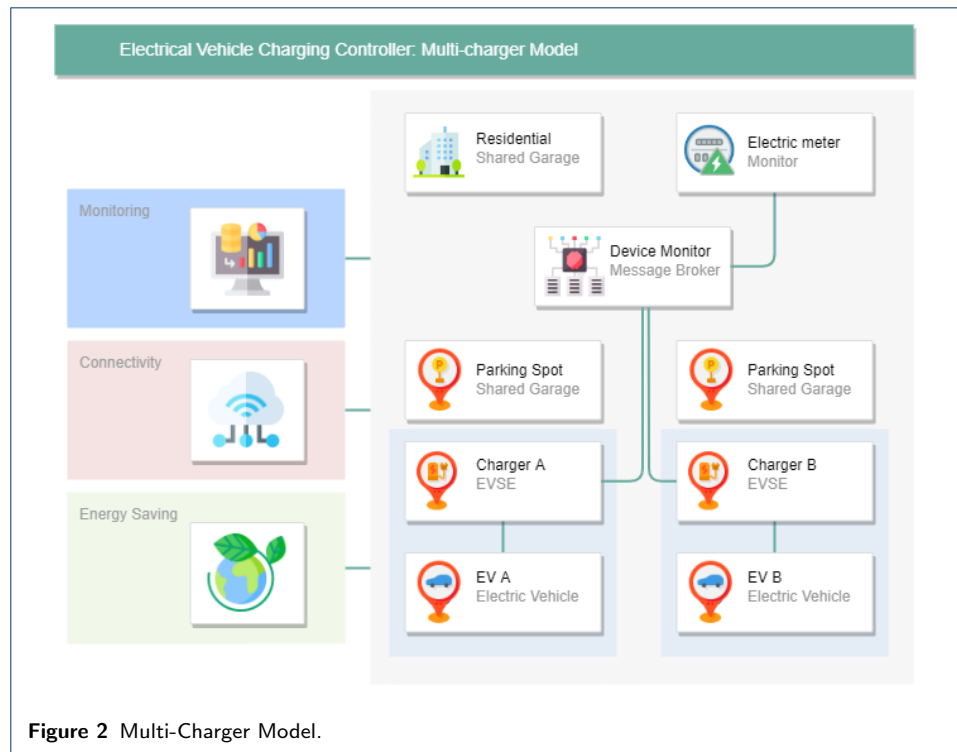 Electrical Vehicle Charging Controller: Multi-charger Model
Residential
Shared Garage
Electric meter
Monitor
Monitoring
Device Monitor
Message Broker
Connectivity
Parking Spot
Shared Garage
Parking Spot
Shared Garage
Charger A
EVSE
Charger B
EVSE
Energy Saving
EV A
Electric Vehicle
EV B
Electric Vehicle
Figure 2 Multi-Charger Model.